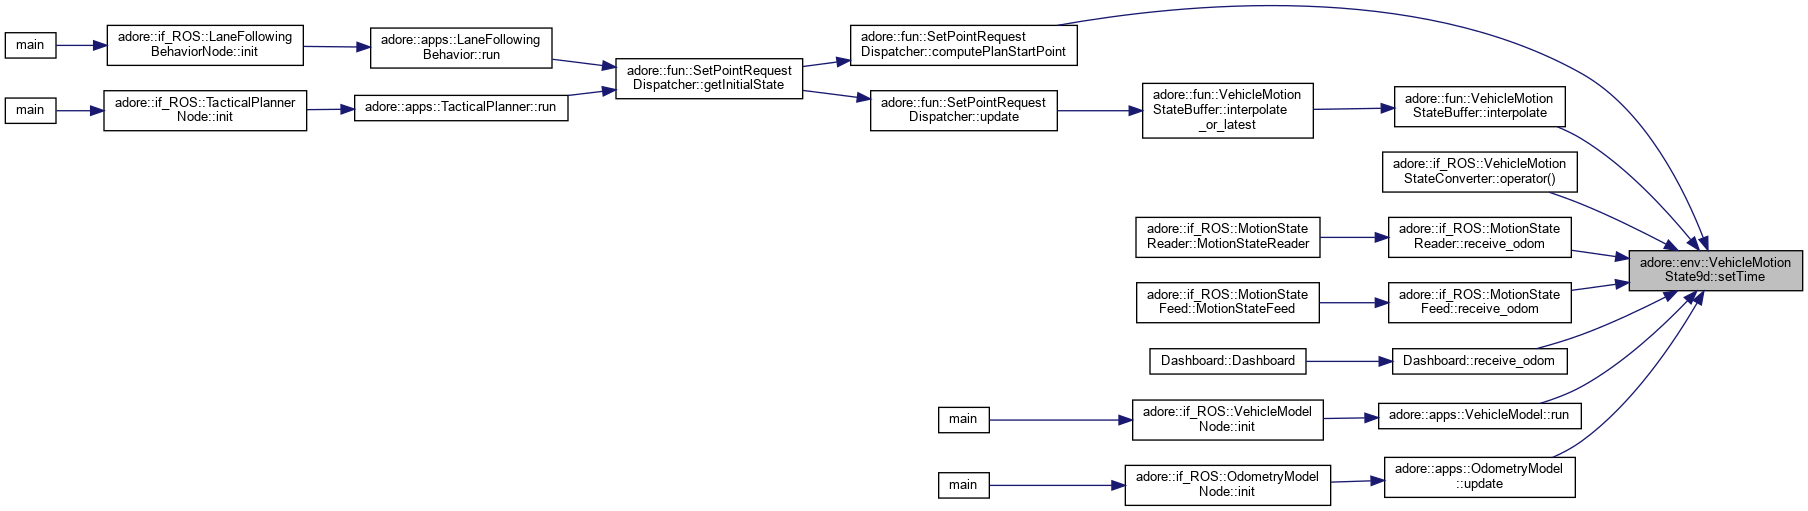 main
adore::if_ROS::LaneFollowing
BehaviorNode::init
adore::apps::LaneFollowing
Behavior::run
main
adore::if_ROS::TacticalPlanner
Node::init
adore::apps::TacticalPlanner::run
adore::fun::SetPointRequest
Dispatcher::getInitialState
adore::fun::SetPointRequest
Dispatcher::computePlanStartPoint
adore::fun::SetPointRequest
Dispatcher::update
adore::fun::VehicleMotion
StateBuffer::interpolate
_or_latest
adore::fun::VehicleMotion
StateBuffer::interpolate
adore::if_ROS::VehicleMotion
StateConverter::operator()
adore::if_ROS::MotionState
Reader::MotionStateReader
adore::if_ROS::MotionState
Reader::receive_odom
adore::env::VehicleMotion
State9d::setTime
adore::if_ROS::MotionState
Feed::MotionStateFeed
adore::if_ROS::MotionState
Feed::receive_odom
Dashboard::Dashboard
Dashboard::receive_odom
main
adore::if_ROS::VehicleModel
Node::init
adore::apps::VehicleModel::run
main
adore::if_ROS::OdometryModel
Node::init
adore::apps::OdometryModel
::update